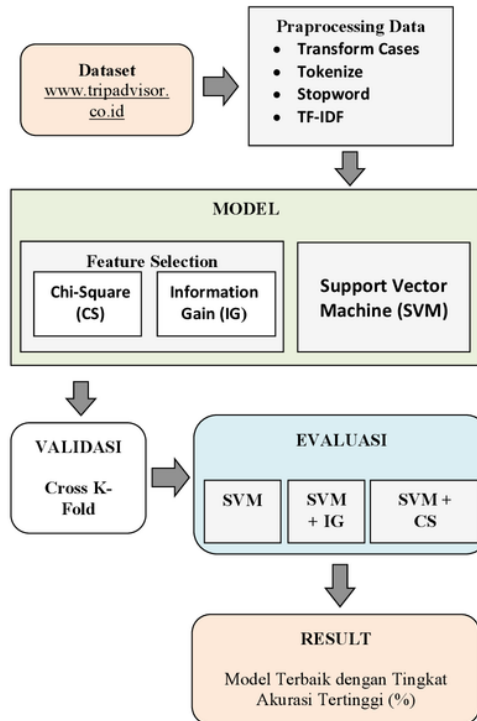 Dataset
www.tripadvisor.
co.id
Praprocessing Data
• Transform Cases
• Tokenize
• Stopword
• TF-IDF
MODEL
Feature Selection
Chi-Square
(CS)
Information
Gain (IG)
Support Vector
Machine (SVM)
VALIDASI
Cross K-
Fold
EVALUASI
SVM
SVM
+ IG
SVM +
CS
RESULT
Model Terbaik dengan Tingkat
Akurasi Tertinggi (%)